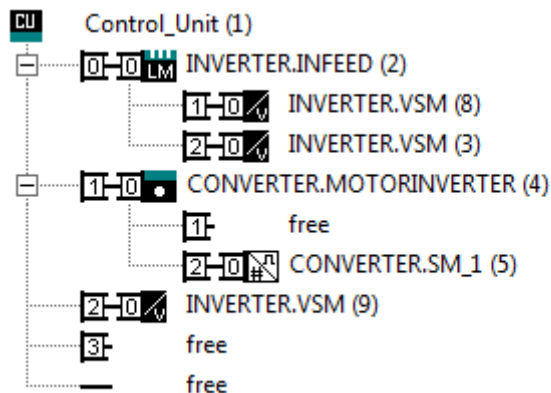 CU Control_Unit (1)
0 0 LM INVERTER.INFEED (2)
1 0 V INVERTER.VSM (8)
2 0 V INVERTER.VSM (3)
1 0 CONVERTER.MOTORINVERTER (4)
1 free
2 0 # CONVERTER.SM_1 (5)
2 0 V INVERTER.VSM (9)
3 free
free